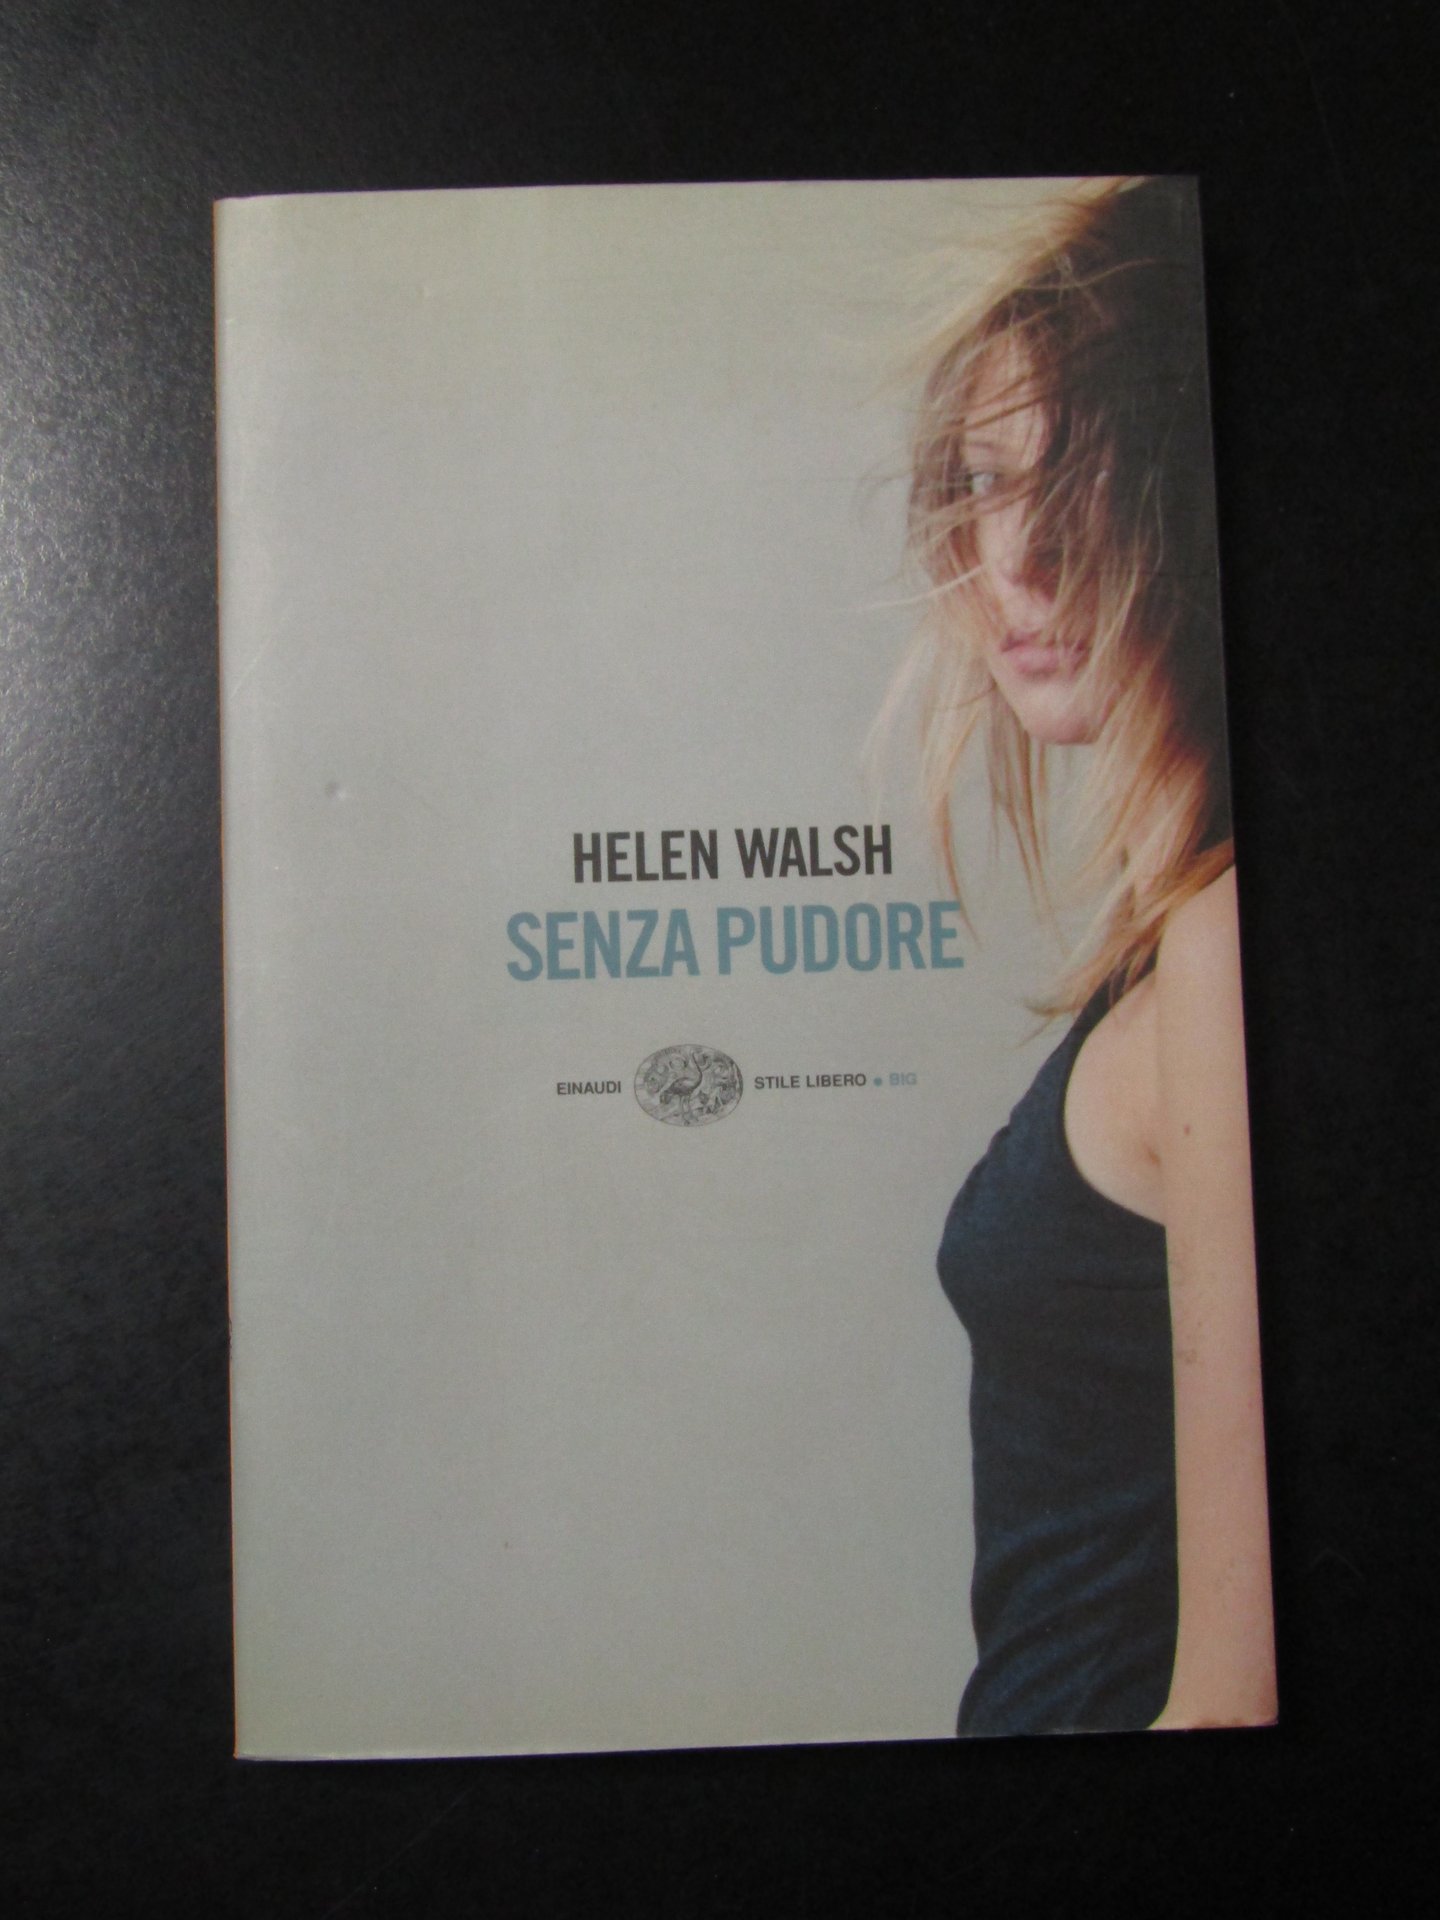 HELEN WALSH
SENZA PUDORE
EINAUDI STILE LIBERO • BIG